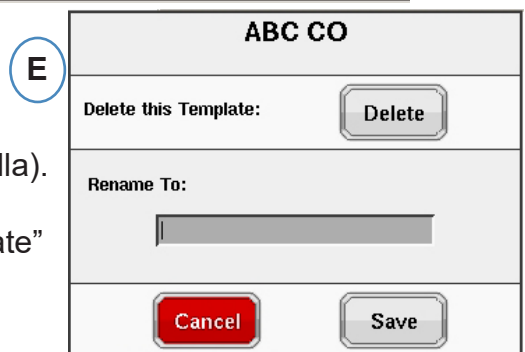 ABC CO
E
Delete this Template:
Delete
lla).
Rename To:
ate”
Cancel
Save